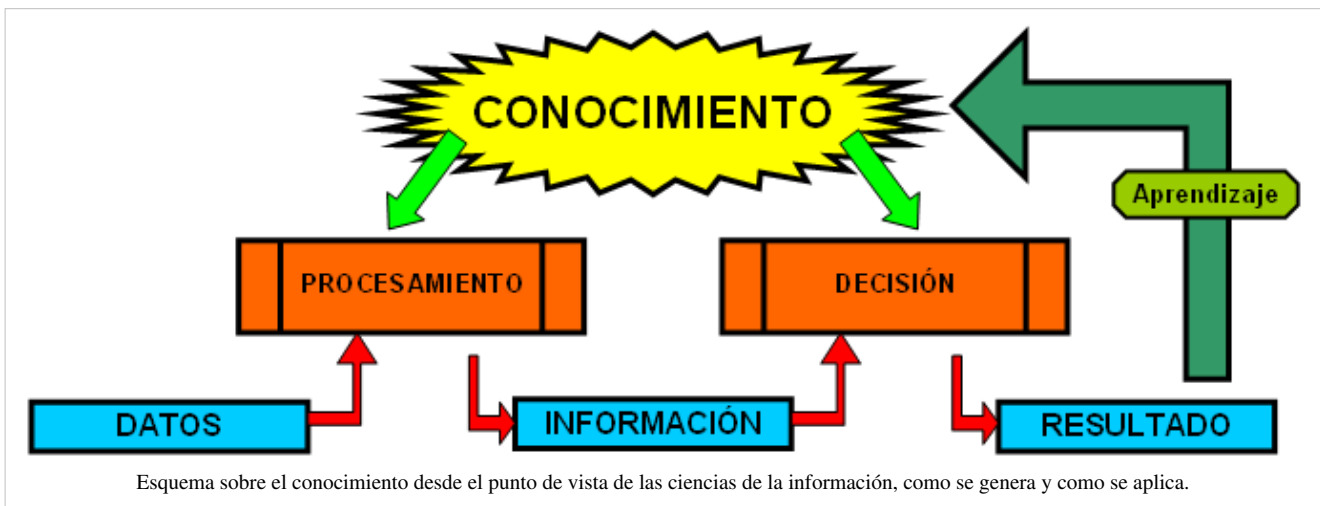 CONOCIMIENTO
Aprendizaje
PROCESAMIENTO
DECISIÓN
DATOS
INFORMACIÓN
RESULTADO
Esquema sobre el conocimiento desde el punto de vista de las ciencias de la información, como se genera y como se aplica.